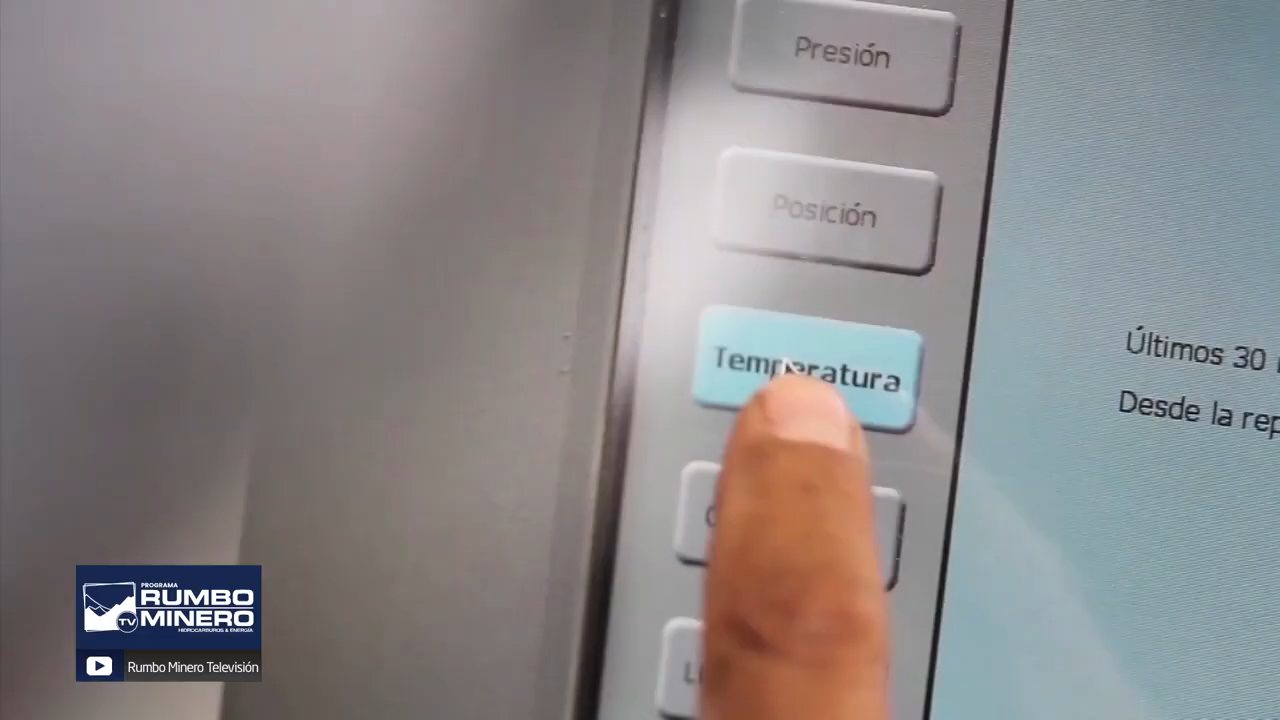 Presión
Posición
Temperatura
Últimos 30
Desde la rep
PROGRAMA
RUMBO
MINERO
TV
HIDROCARBUROS & ENERGÍA
Rumbo Minero Televisión